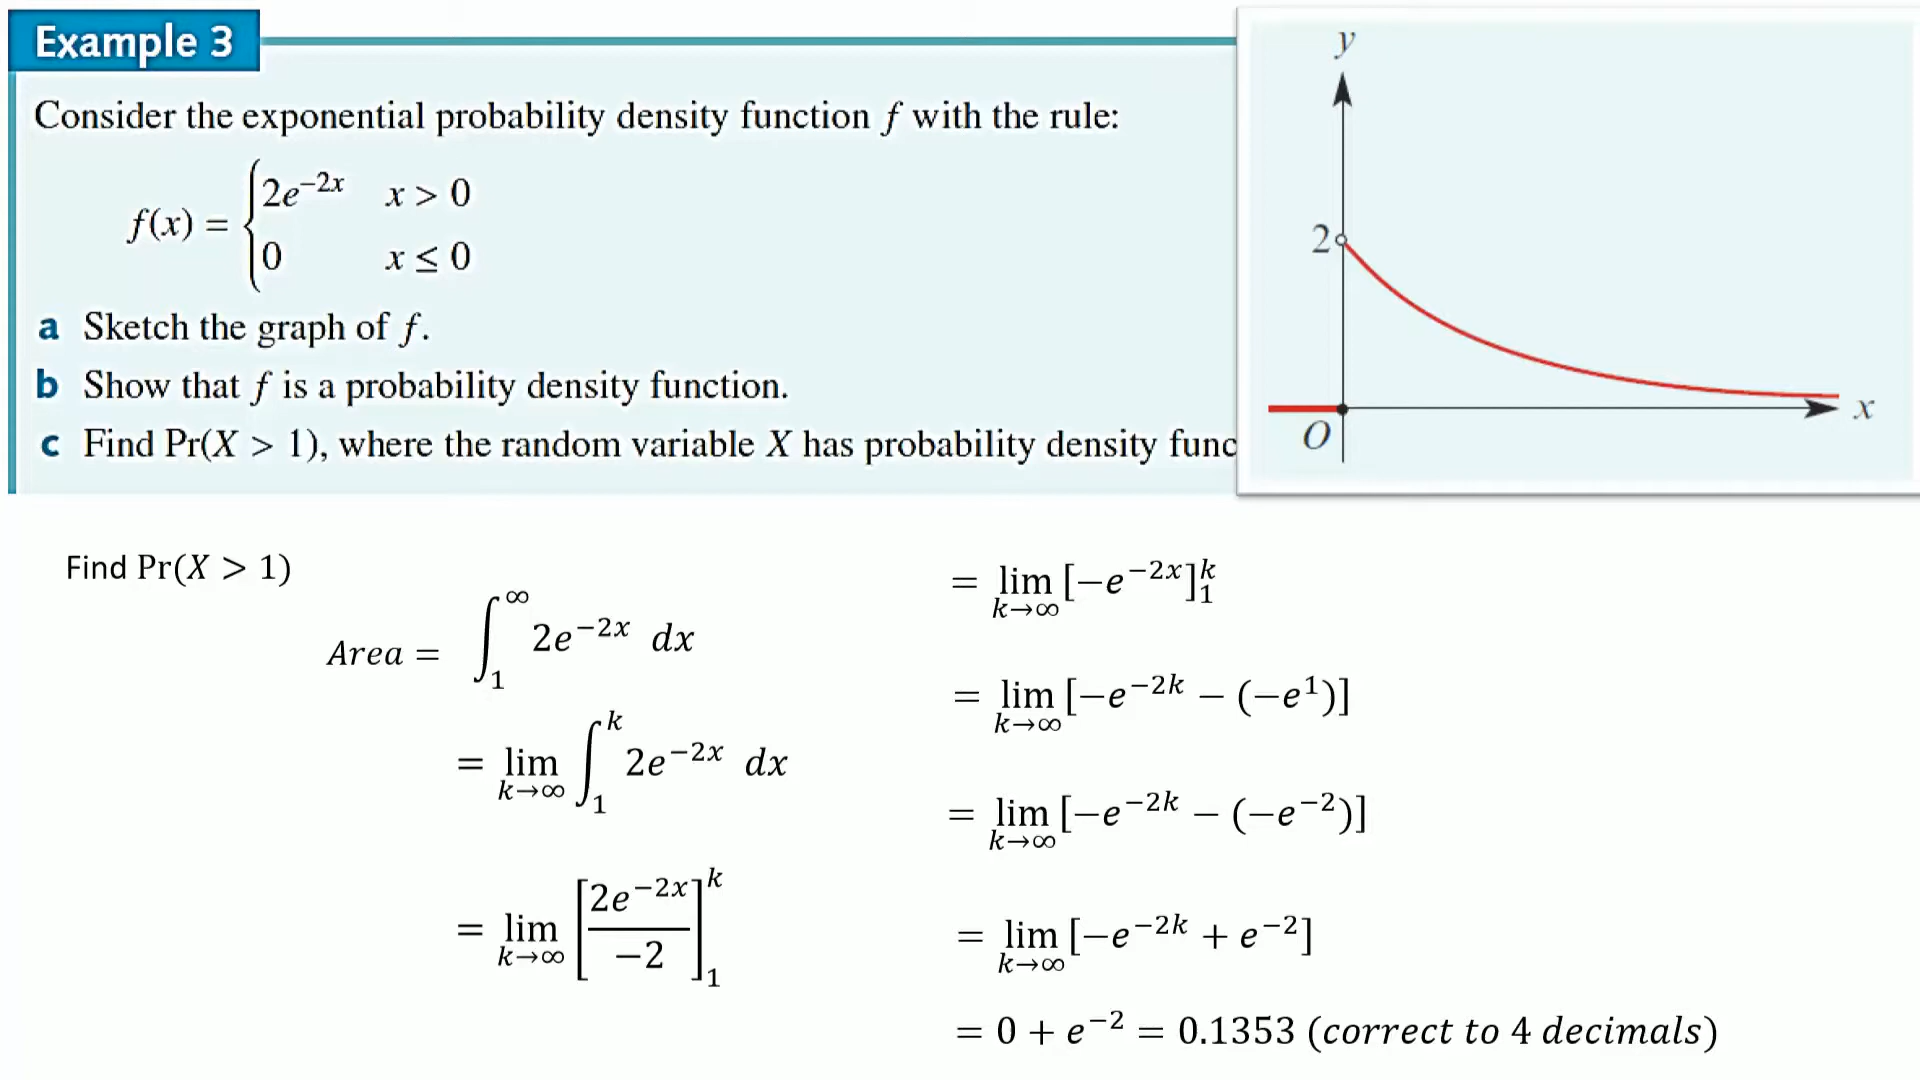 Example 3
Consider the exponential probability density function f with the rule:
f(x) = { 2e^{−2x}   x > 0
0   x ≤ 0
a Sketch the graph of f.
b Show that f is a probability density function.
c Find Pr(X > 1), where the random variable X has probability density func
y
2
O
x
Find Pr(X > 1)
Area = ∫_1^∞ 2e^{−2x} dx
= lim_{k→∞} ∫_1^k 2e^{−2x} dx
= lim_{k→∞} [2e^{−2x}/−2]_1^k
= lim_{k→∞} [−e^{−2x}]_1^k
= lim_{k→∞} [−e^{−2k} − (−e^1)]
= lim_{k→∞} [−e^{−2k} − (−e^{−2})]
= lim_{k→∞} [−e^{−2k} + e^{−2}]
= 0 + e^{−2} = 0.1353 (correct to 4 decimals)